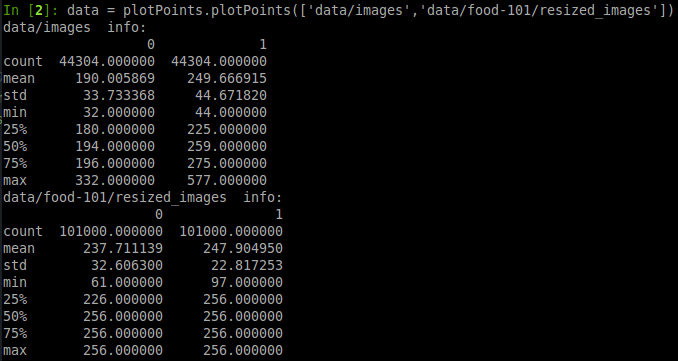 In [2]: data = plotPoints.plotPoints(['data/images','data/food-101/resized_images'])
data/images  info:
                  0             1
count  44304.000000  44304.000000
mean     190.005869    249.666915
std       33.733368     44.671820
min       32.000000     44.000000
25%      180.000000    225.000000
50%      194.000000    259.000000
75%      196.000000    275.000000
max      332.000000    577.000000
data/food-101/resized_images  info:
                   0              1
count  101000.000000  101000.000000
mean      237.711139     247.904950
std        32.606300      22.817253
min        61.000000      97.000000
25%       226.000000     256.000000
50%       256.000000     256.000000
75%       256.000000     256.000000
max       256.000000     256.000000